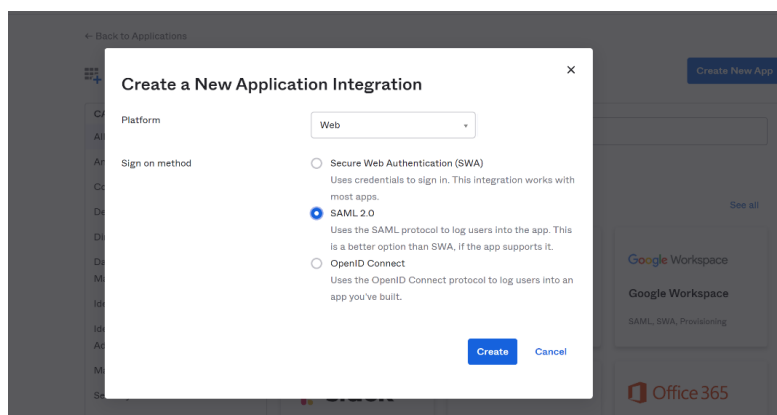 ← Back to Applications
Create New App
Create a New Application Integration
Platform
Web
Sign on method
Secure Web Authentication (SWA)
Uses credentials to sign in. This integration works with
most apps.
SAML 2.0
Uses the SAML protocol to log users into the app. This
is a better option than SWA, if the app supports it.
OpenID Connect
Uses the OpenID Connect protocol to log users into an
app you've built.
Create
Cancel
See all
Google Workspace
Google Workspace
SAML, SWA, Provisioning
Office 365